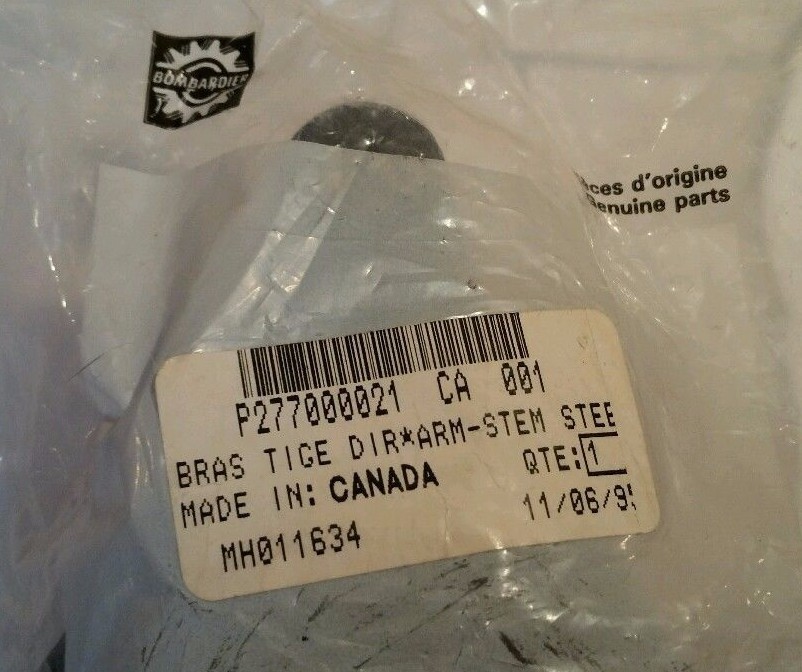 BOMBARDIER
ces d'origine
enuine parts
P277000021 CA 001
BRAS TIGE DIR*ARM-STEM STEE
QTE: 1
MADE IN: CANADA
11/06/9
MH011634